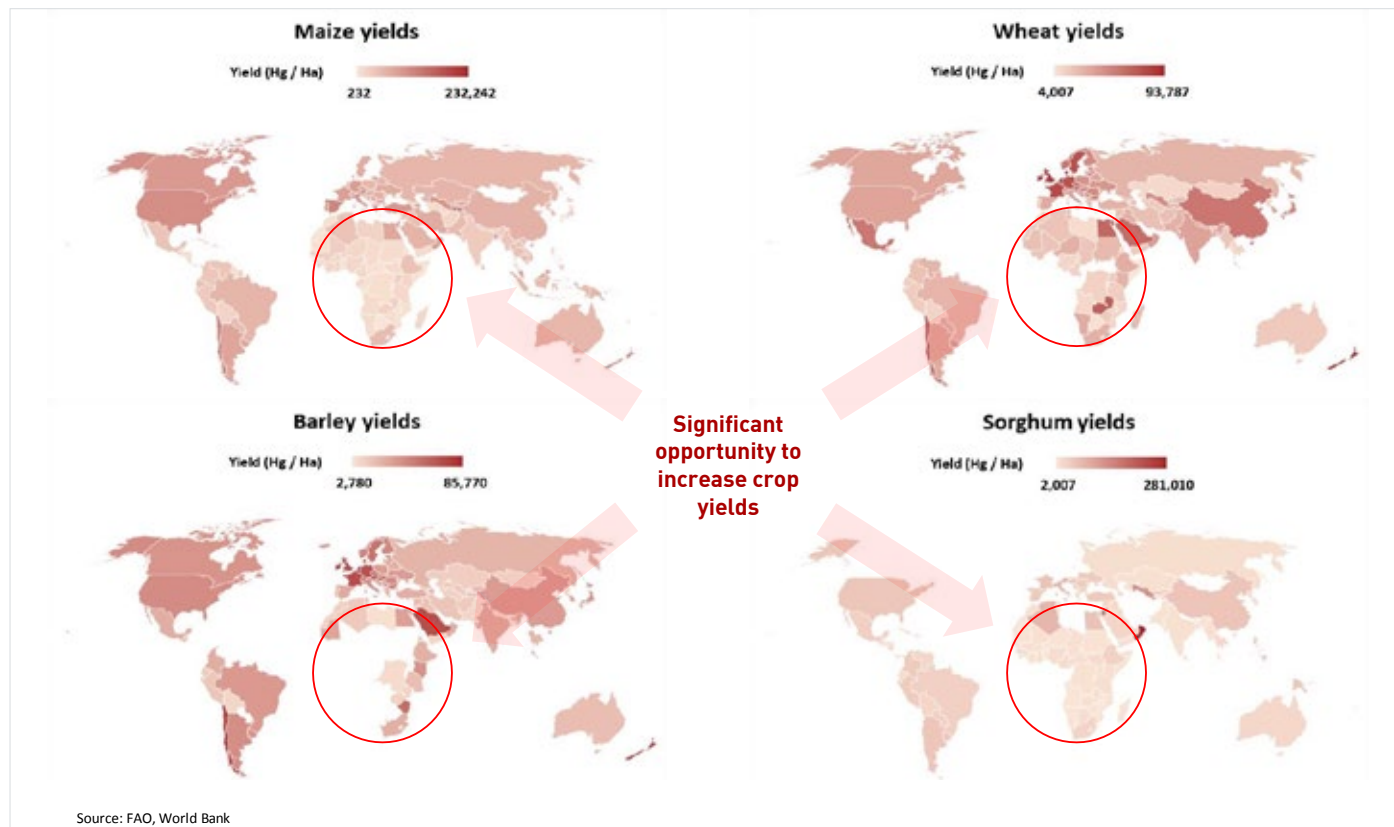 Maize yields
Yield (Hg / Ha)
232
232,242
Wheat yields
Yield (Hg / Ha)
4,007
93,787
Significant
opportunity to
increase crop
yields
Barley yields
Yield (Hg / Ha)
2,780
85,770
Sorghum yields
Yield (Hg / Ha)
2,007
281,010
Source: FAO, World Bank